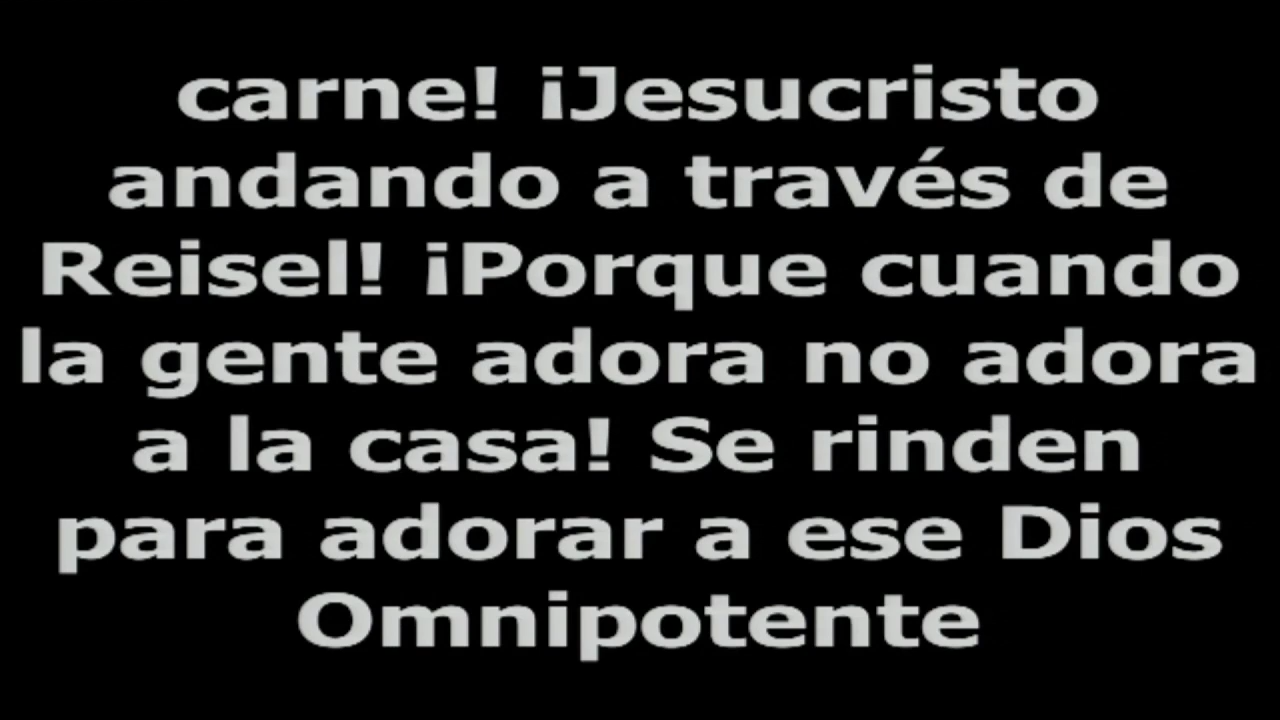 carne! ¡Jesucristo
andando a través de
Reisel! ¡Porque cuando
la gente adora no adora
a la casa! Se rinden
para adorar a ese Dios
Omnipotente